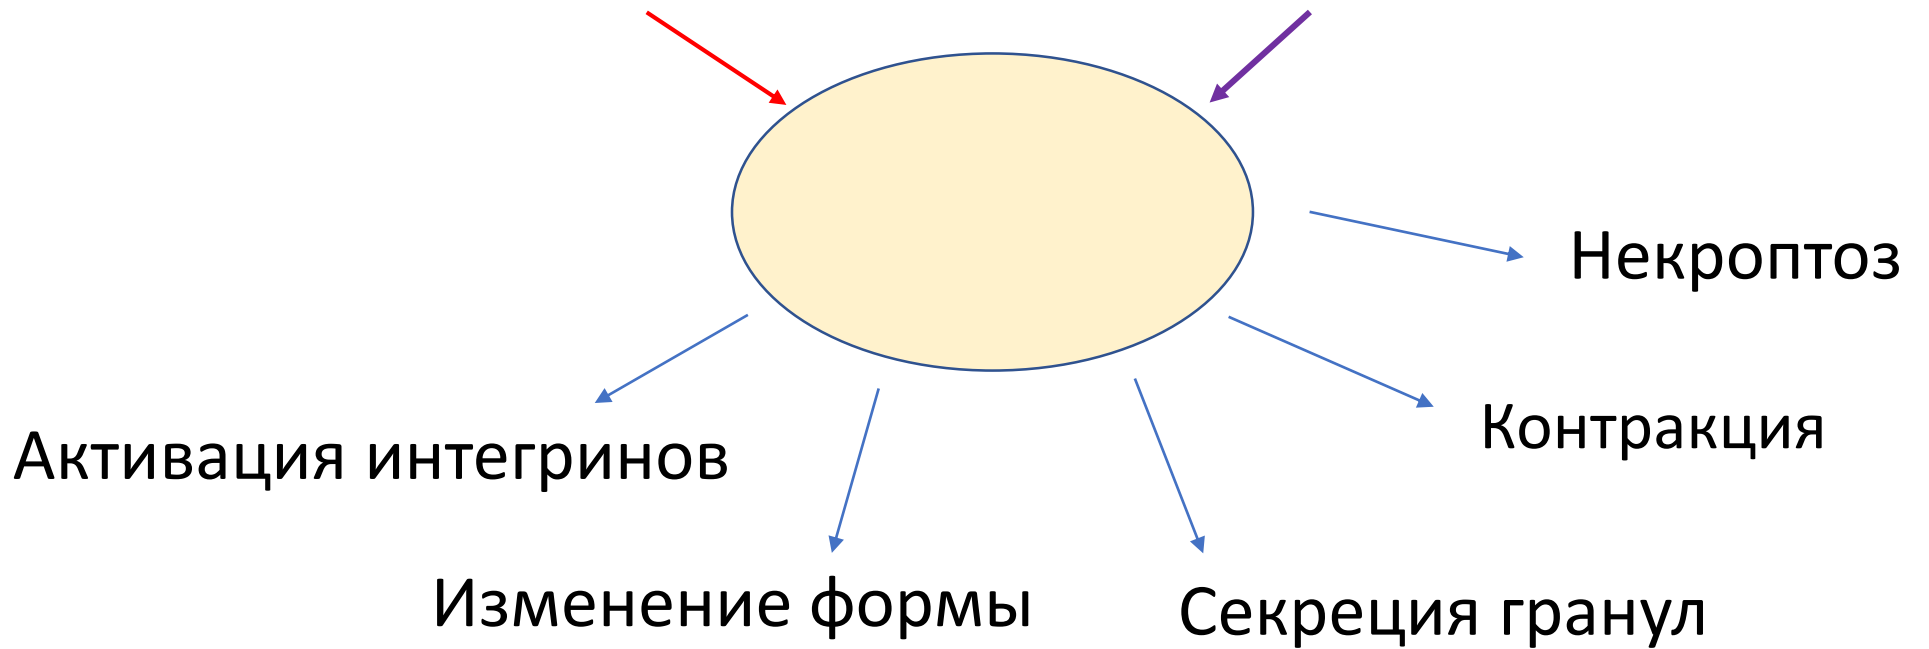 Некроптоз
Контракция
Активация интегринов
Изменение формы
Секреция гранул